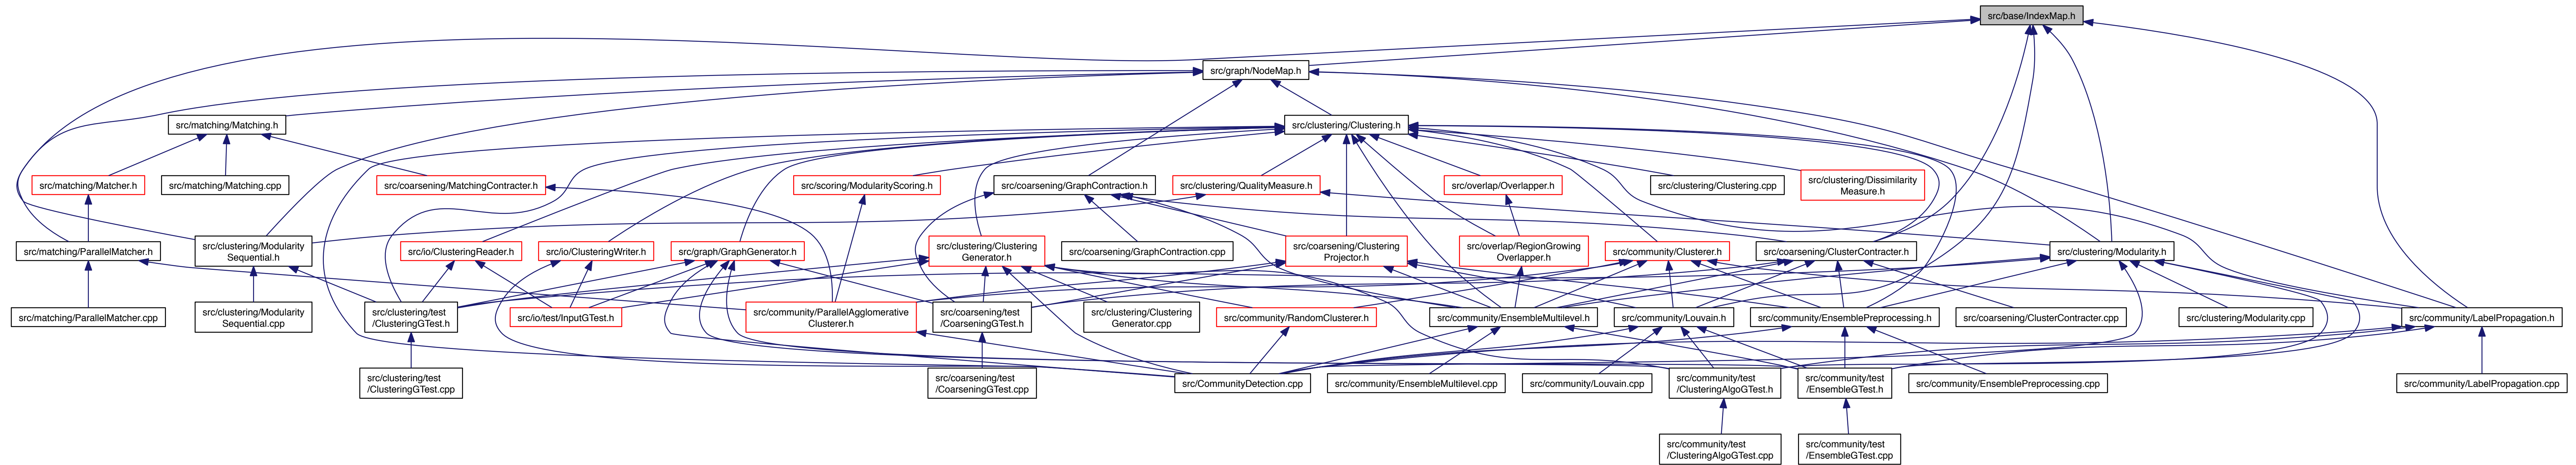 src/base/IndexMap.h
src/graph/NodeMap.h
src/matching/Matching.h
src/clustering/Clustering.h
src/matching/Matcher.h
src/matching/Matching.cpp
src/coarsening/MatchingContracter.h
src/scoring/ModularityScoring.h
src/coarsening/GraphContraction.h
src/clustering/QualityMeasure.h
src/overlap/Overlapper.h
src/clustering/Clustering.cpp
src/clustering/Dissimilarity
Measure.h
src/matching/ParallelMatcher.h
src/clustering/Modularity
Sequential.h
src/io/ClusteringReader.h
src/io/ClusteringWriter.h
src/graph/GraphGenerator.h
src/clustering/Clustering
Generator.h
src/coarsening/GraphContraction.cpp
src/coarsening/Clustering
Projector.h
src/overlap/RegionGrowing
Overlapper.h
src/community/Clusterer.h
src/coarsening/ClusterContracter.h
src/clustering/Modularity.h
src/matching/ParallelMatcher.cpp
src/clustering/Modularity
Sequential.cpp
src/clustering/test
/ClusteringGTest.h
src/io/test/InputGTest.h
src/community/ParallelAgglomerative
Clusterer.h
src/coarsening/test
/CoarseningGTest.h
src/clustering/Clustering
Generator.cpp
src/community/RandomClusterer.h
src/community/EnsembleMultilevel.h
src/community/Louvain.h
src/community/EnsemblePreprocessing.h
src/coarsening/ClusterContracter.cpp
src/clustering/Modularity.cpp
src/community/LabelPropagation.h
src/clustering/test
/ClusteringGTest.cpp
src/coarsening/test
/CoarseningGTest.cpp
src/CommunityDetection.cpp
src/community/EnsembleMultilevel.cpp
src/community/Louvain.cpp
src/community/test
/ClusteringAlgoGTest.h
src/community/test
/EnsembleGTest.h
src/community/EnsemblePreprocessing.cpp
src/community/LabelPropagation.cpp
src/community/test
/ClusteringAlgoGTest.cpp
src/community/test
/EnsembleGTest.cpp